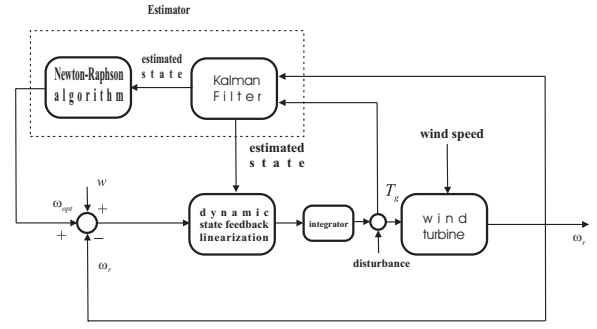 Estimator
Newton-Raphson
algorithm
estimated
state
Kalman
Filter
estimated
state
wind speed
w
ω_opt
+
+
−
ω_r
dynamic
state feedback
linearization
integrator
T_g
disturbance
wind
turbine
ω_r